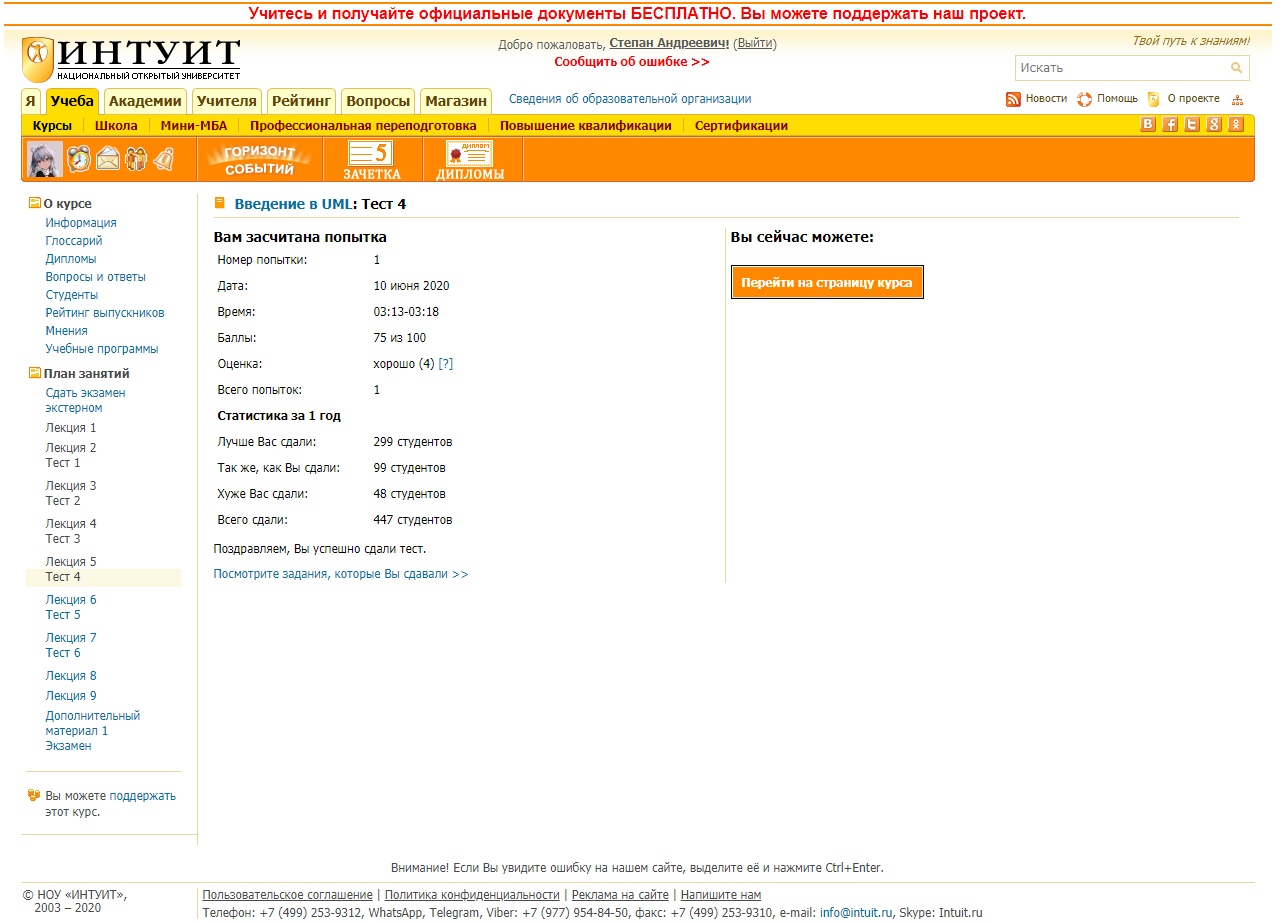 Учитесь и получайте официальные документы БЕСПЛАТНО. Вы можете поддержать наш проект.
ИНТУИТ
НАЦИОНАЛЬНЫЙ ОТКРЫТЫЙ УНИВЕРСИТЕТ
Добро пожаловать, Степан Андреевич! (Выйти)
Сообщить об ошибке >>
Твой путь к знаниям!
Искать
Я Учеба Академии Учителя Рейтинг Вопросы Магазин Сведения об образовательной организации Новости Помощь О проекте
Курсы Школа Мини-МБА Профессиональная переподготовка Повышение квалификации Сертификации
ГОРИЗОНТ СОБЫТИЙ
5
ЗАЧЕТКА
ДИПЛОМ
ДИПЛОМЫ
О курсе
Информация
Глоссарий
Дипломы
Вопросы и ответы
Студенты
Рейтинг выпускников
Мнения
Учебные программы
План занятий
Сдать экзамен
экстерном
Лекция 1
Лекция 2
Тест 1
Лекция 3
Тест 2
Лекция 4
Тест 3
Лекция 5
Тест 4
Лекция 6
Тест 5
Лекция 7
Тест 6
Лекция 8
Лекция 9
Дополнительный
материал 1
Экзамен
Вы можете поддержать
этот курс.
Введение в UML: Тест 4
Вам засчитана попытка
Номер попытки: 1
Дата: 10 июня 2020
Время: 03:13-03:18
Баллы: 75 из 100
Оценка: хорошо (4) [?]
Всего попыток: 1
Статистика за 1 год
Лучше Вас сдали: 299 студентов
Так же, как Вы сдали: 99 студентов
Хуже Вас сдали: 48 студентов
Всего сдали: 447 студентов
Поздравляем, Вы успешно сдали тест.
Посмотрите задания, которые Вы сдавали >>
Вы сейчас можете:
Перейти на страницу курса
Внимание! Если Вы увидите ошибку на нашем сайте, выделите её и нажмите Ctrl+Enter.
© НОУ «ИНТУИТ»,
2003 – 2020
Пользовательское соглашение | Политика конфиденциальности | Реклама на сайте | Напишите нам
Телефон: +7 (499) 253-9312, WhatsApp, Telegram, Viber: +7 (977) 954-84-50, факс: +7 (499) 253-9310, e-mail: info@intuit.ru, Skype: Intuit.ru